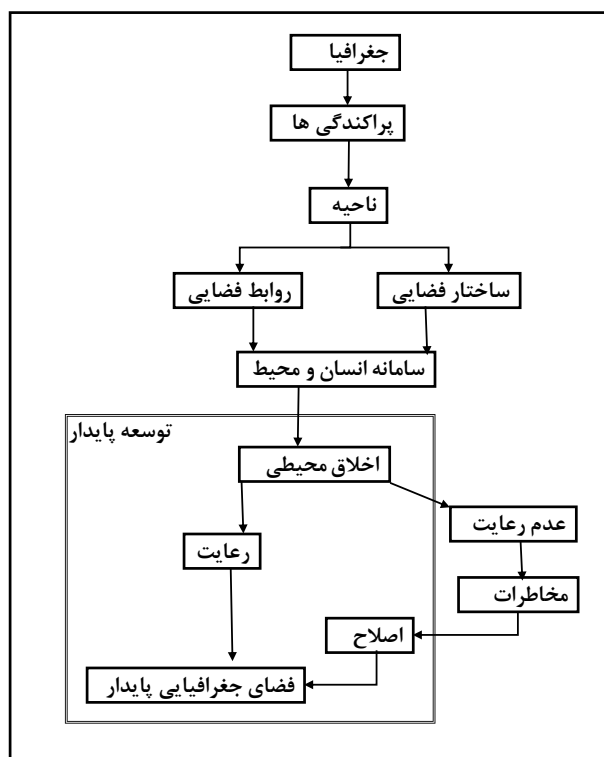 جغرافیا
پراکندگی ها
ناحیه
ساختار فضایی
روابط فضایی
سامانه انسان و محیط
توسعه پایدار
اخلاق محیطی
عدم رعایت
رعایت
مخاطرات
اصلاح
فضای جغرافیایی پایدار